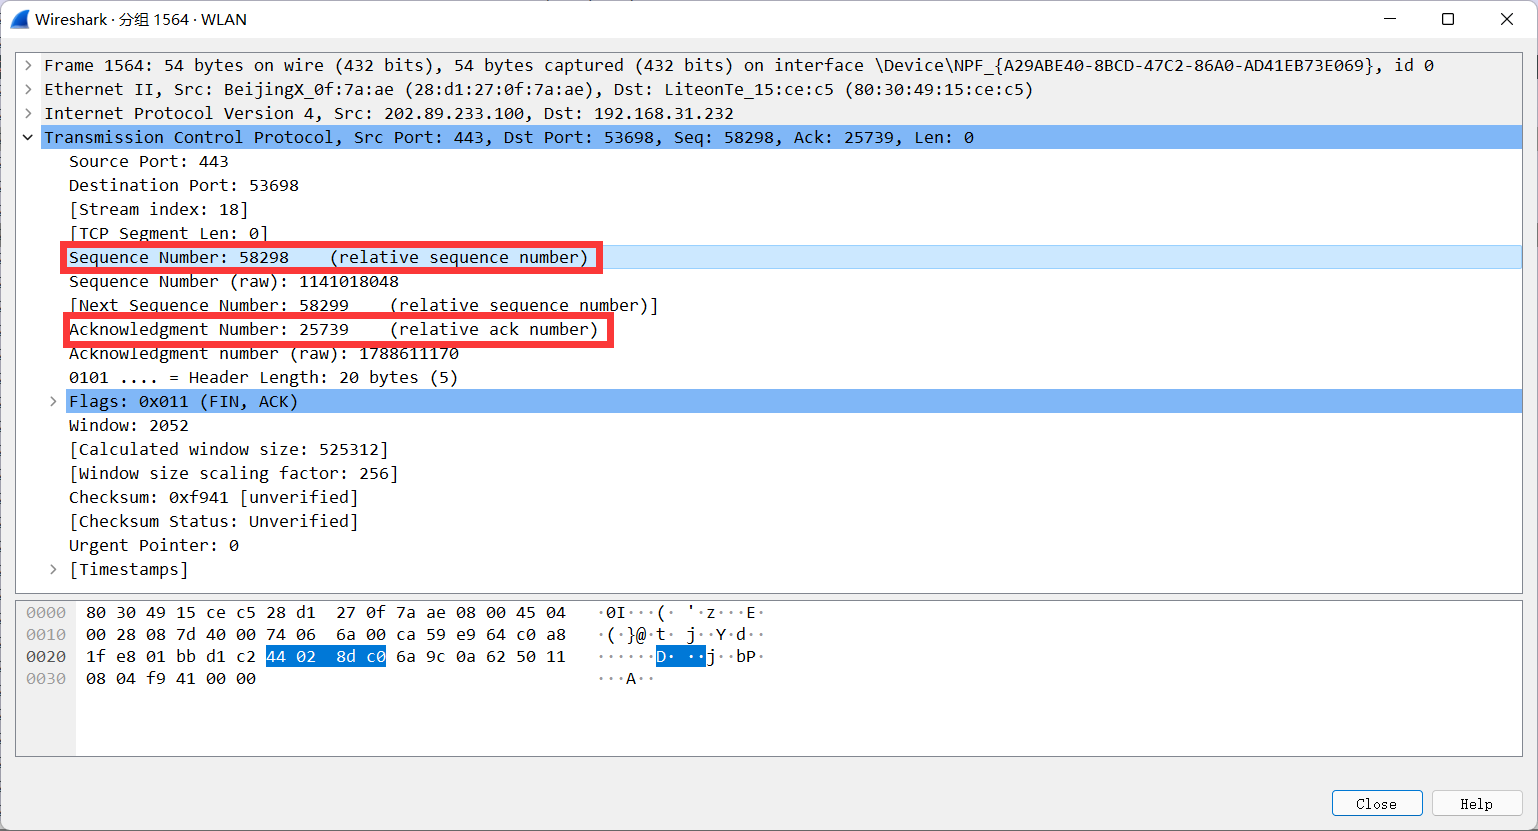 Wireshark · 分组 1564 · WLAN
Frame 1564: 54 bytes on wire (432 bits), 54 bytes captured (432 bits) on interface \Device\NPF_{A29ABE40-8BCD-47C2-86A0-AD41EB73E069}, id 0
Ethernet II, Src: BeijingX_0f:7a:ae (28:d1:27:0f:7a:ae), Dst: LiteonTe_15:ce:c5 (80:30:49:15:ce:c5)
Internet Protocol Version 4, Src: 202.89.233.100, Dst: 192.168.31.232
Transmission Control Protocol, Src Port: 443, Dst Port: 53698, Seq: 58298, Ack: 25739, Len: 0
Source Port: 443
Destination Port: 53698
[Stream index: 18]
[TCP Segment Len: 0]
Sequence Number: 58298    (relative sequence number)
Sequence Number (raw): 1141018048
[Next Sequence Number: 58299    (relative sequence number)]
Acknowledgment Number: 25739    (relative ack number)
Acknowledgment number (raw): 1788611170
0101 .... = Header Length: 20 bytes (5)
Flags: 0x011 (FIN, ACK)
Window: 2052
[Calculated window size: 525312]
[Window size scaling factor: 256]
Checksum: 0xf941 [unverified]
[Checksum Status: Unverified]
Urgent Pointer: 0
[Timestamps]
0000  80 30 49 15 ce c5 28 d1  27 0f 7a ae 08 00 45 04   ·0I···(· '·z···E·
0010  00 28 08 7d 40 00 74 06  6a 00 ca 59 e9 64 c0 a8   ·(·}@·t· j··Y·d··
0020  1f e8 01 bb d1 c2 44 02  8d c0 6a 9c 0a 62 50 11   ······D· ··j··bP·
0030  08 04 f9 41 00 00   ···A··
Close
Help